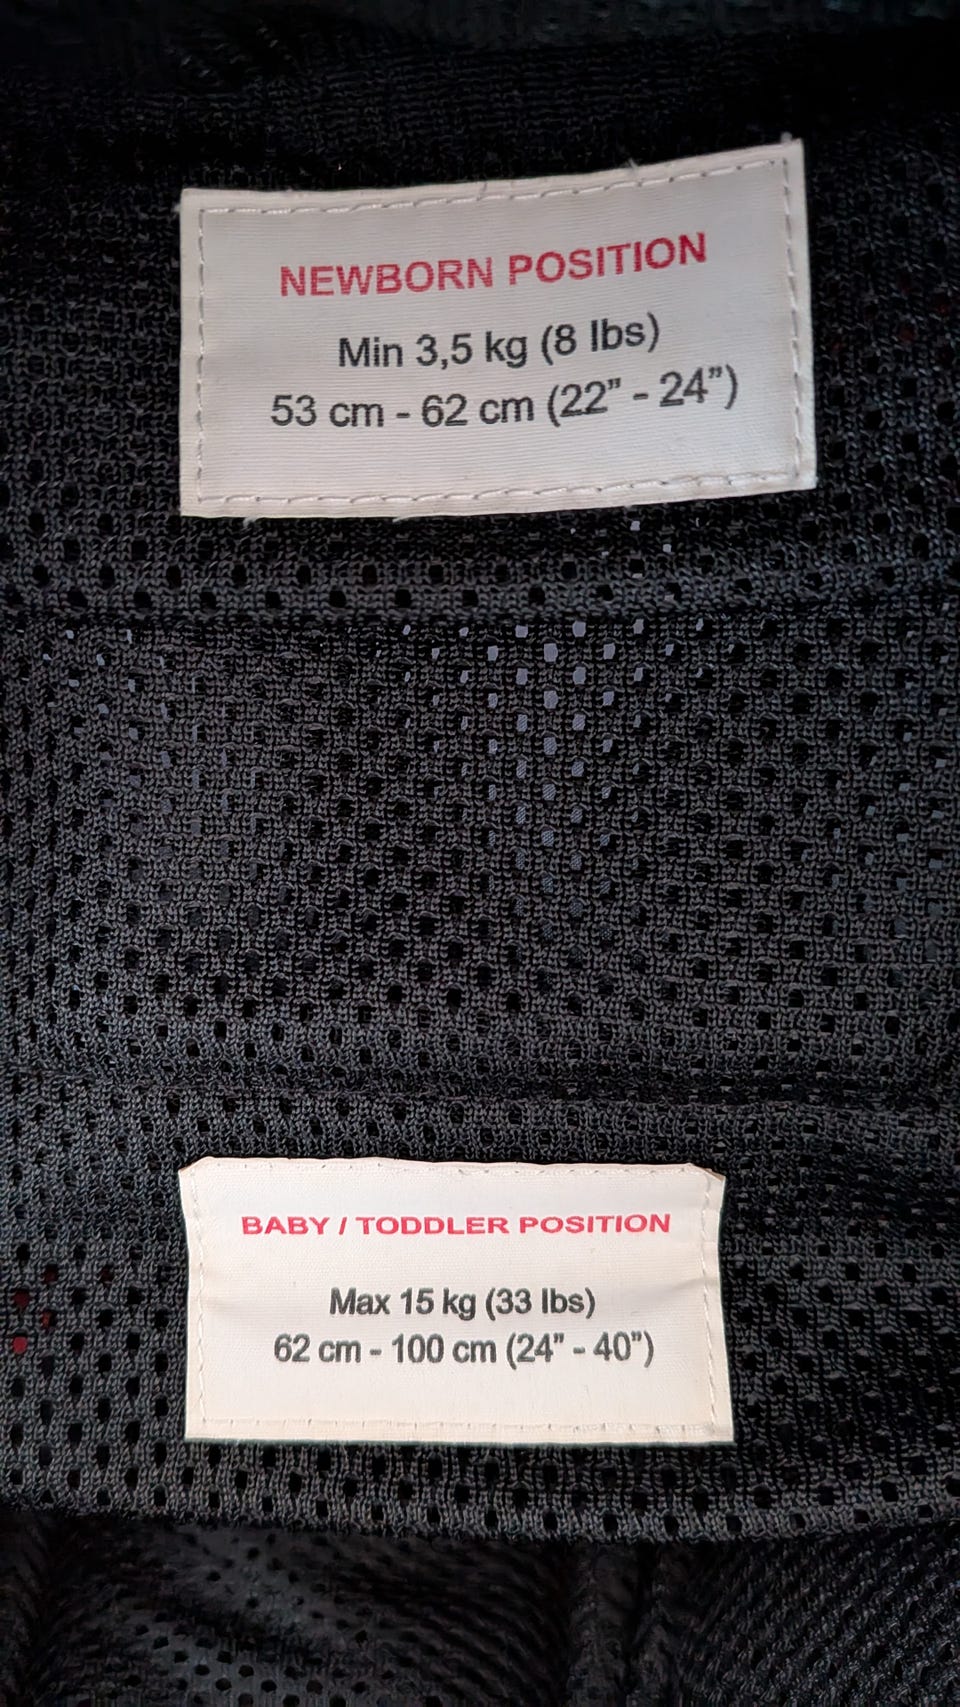 NEWBORN POSITION
Min 3,5 kg (8 lbs)
53 cm - 62 cm (22” - 24”)
BABY / TODDLER POSITION
Max 15 kg (33 lbs)
62 cm - 100 cm (24” - 40”)